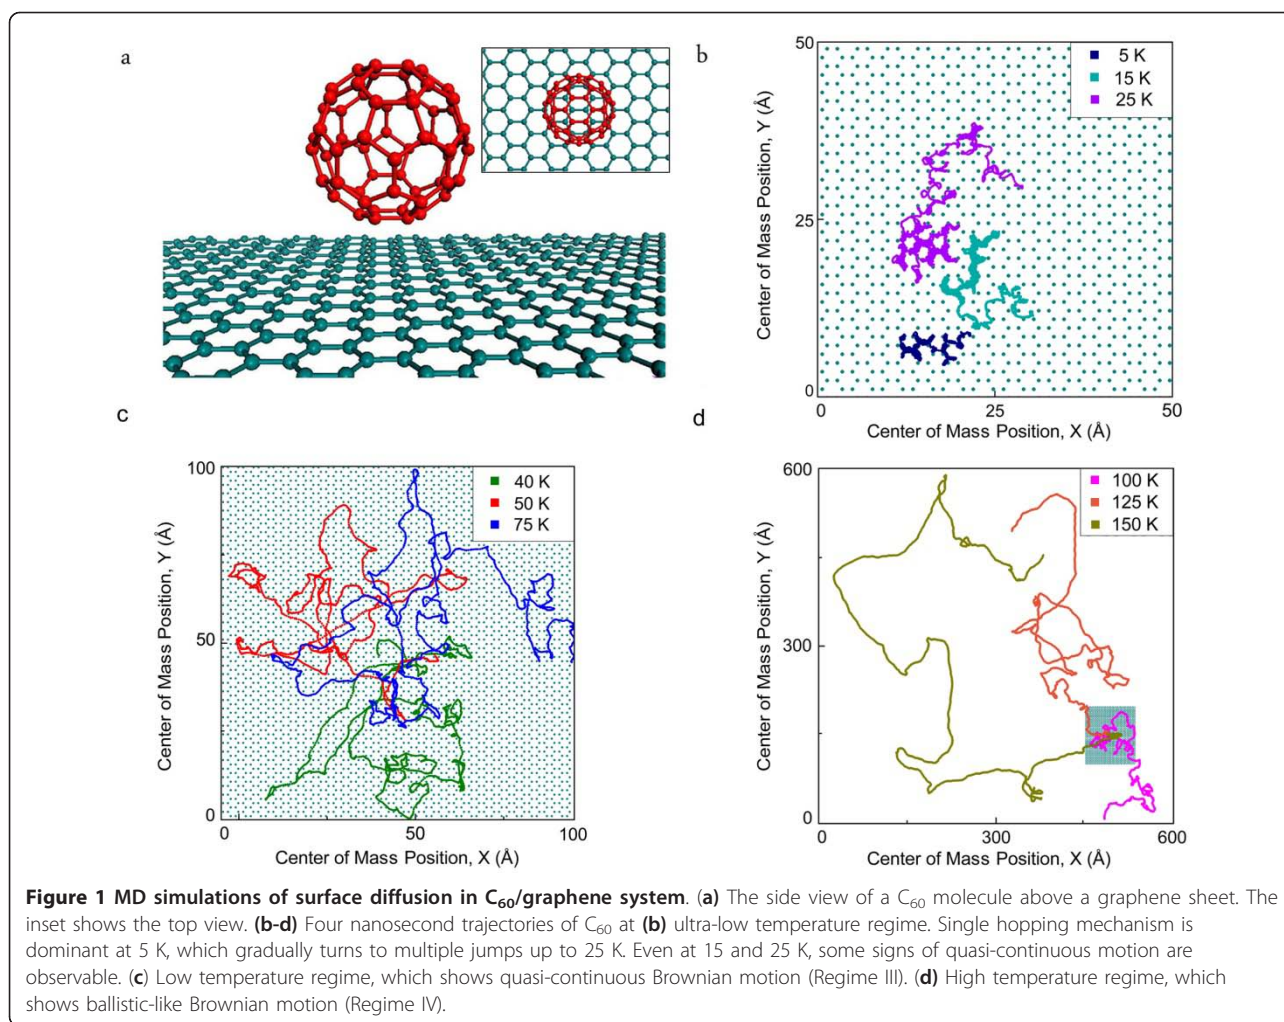 a
b
50
25
0
0
25
50
Center of Mass Position, Y (Å)
Center of Mass Position, X (Å)
5 K
15 K
25 K
c
100
50
0
0
50
100
Center of Mass Position, Y (Å)
Center of Mass Position, X (Å)
40 K
50 K
75 K
d
600
300
0
0
300
600
Center of Mass Position, Y (Å)
Center of Mass Position, X (Å)
100 K
125 K
150 K
Figure 1 MD simulations of surface diffusion in C60/graphene system. (a) The side view of a C60 molecule above a graphene sheet. The
inset shows the top view. (b-d) Four nanosecond trajectories of C60 at (b) ultra-low temperature regime. Single hopping mechanism is
dominant at 5 K, which gradually turns to multiple jumps up to 25 K. Even at 15 and 25 K, some signs of quasi-continuous motion are
observable. (c) Low temperature regime, which shows quasi-continuous Brownian motion (Regime III). (d) High temperature regime, which
shows ballistic-like Brownian motion (Regime IV).